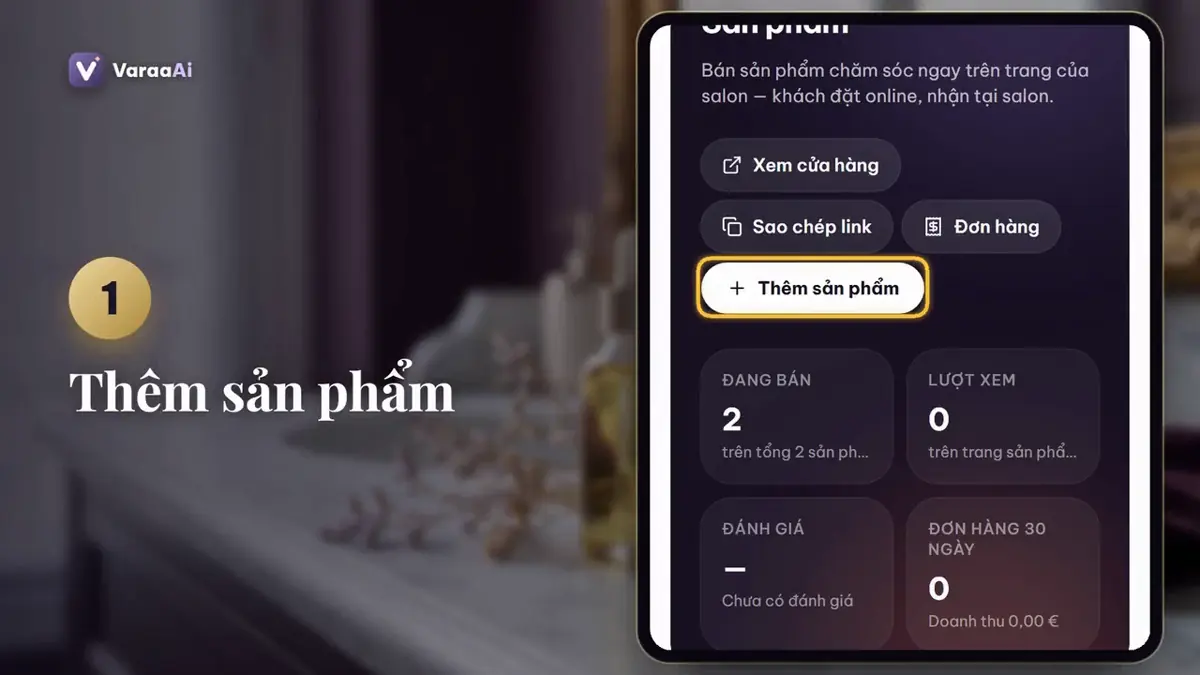 VaraaAi
1
Thêm sản phẩm
Sản phẩm
Bán sản phẩm chăm sóc ngay trên trang của
salon — khách đặt online, nhận tại salon.
Xem cửa hàng
Sao chép link
Đơn hàng
+ Thêm sản phẩm
ĐANG BÁN
2
trên tổng 2 sản ph...
LƯỢT XEM
0
trên trang sản phẩ...
ĐÁNH GIÁ
—
Chưa có đánh giá
ĐƠN HÀNG 30
NGÀY
0
Doanh thu 0,00 €